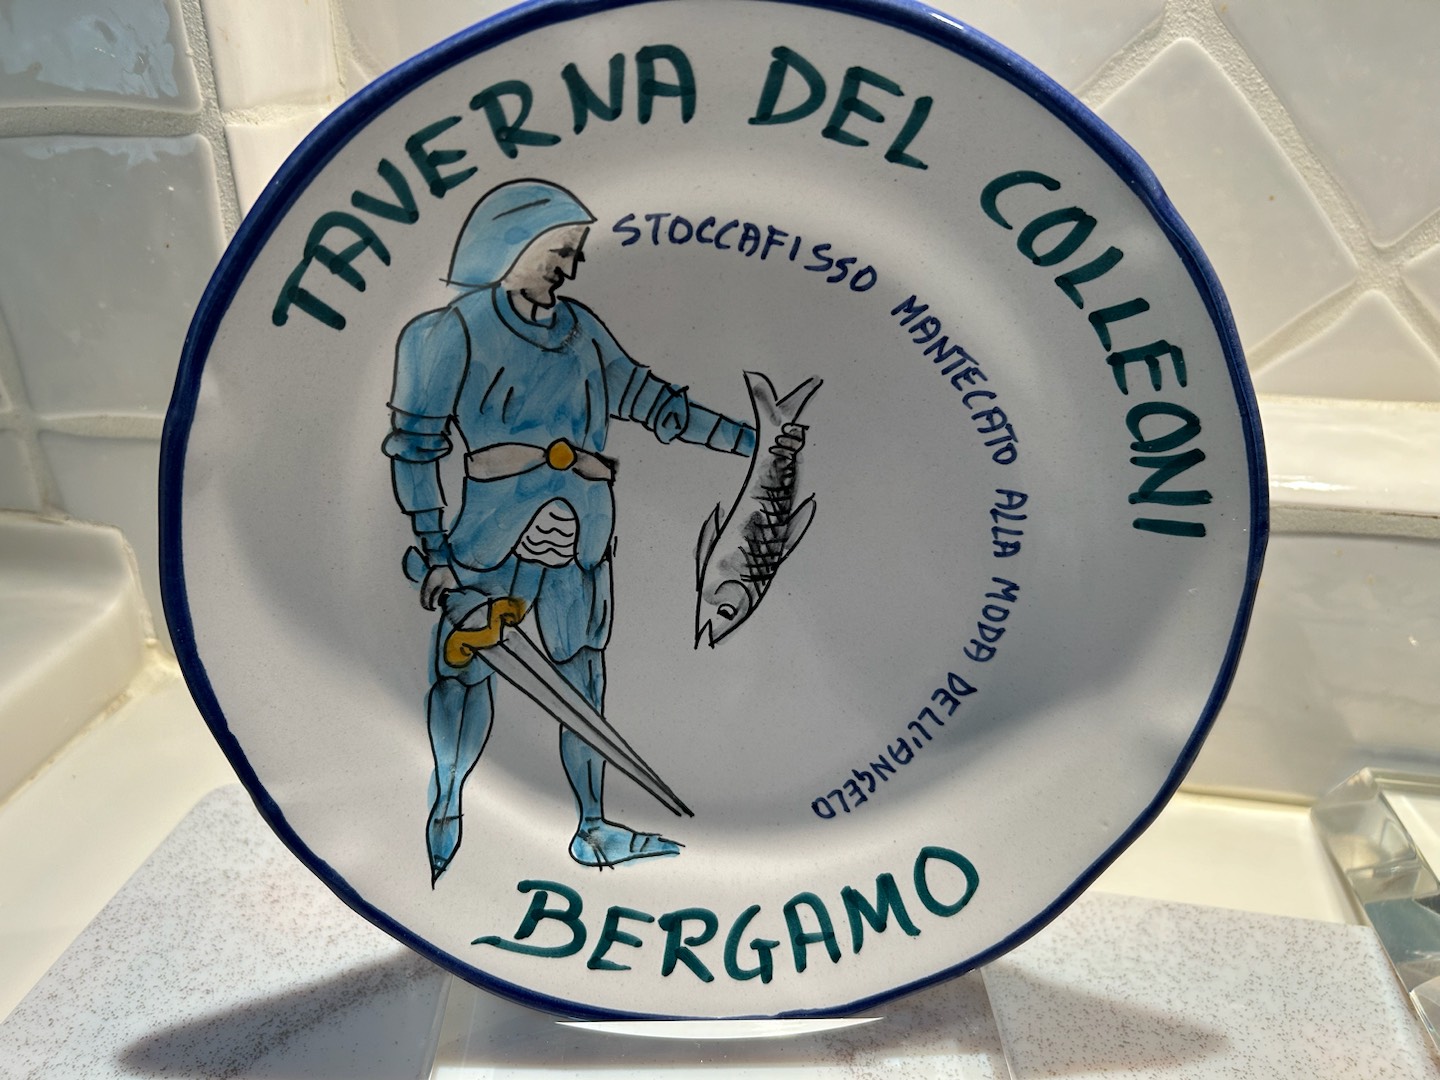 TAVERNA DEL COLLEONI
STOCCAFISSO MANTECATO ALLA MODA DELL'ANGELO
BERGAMO